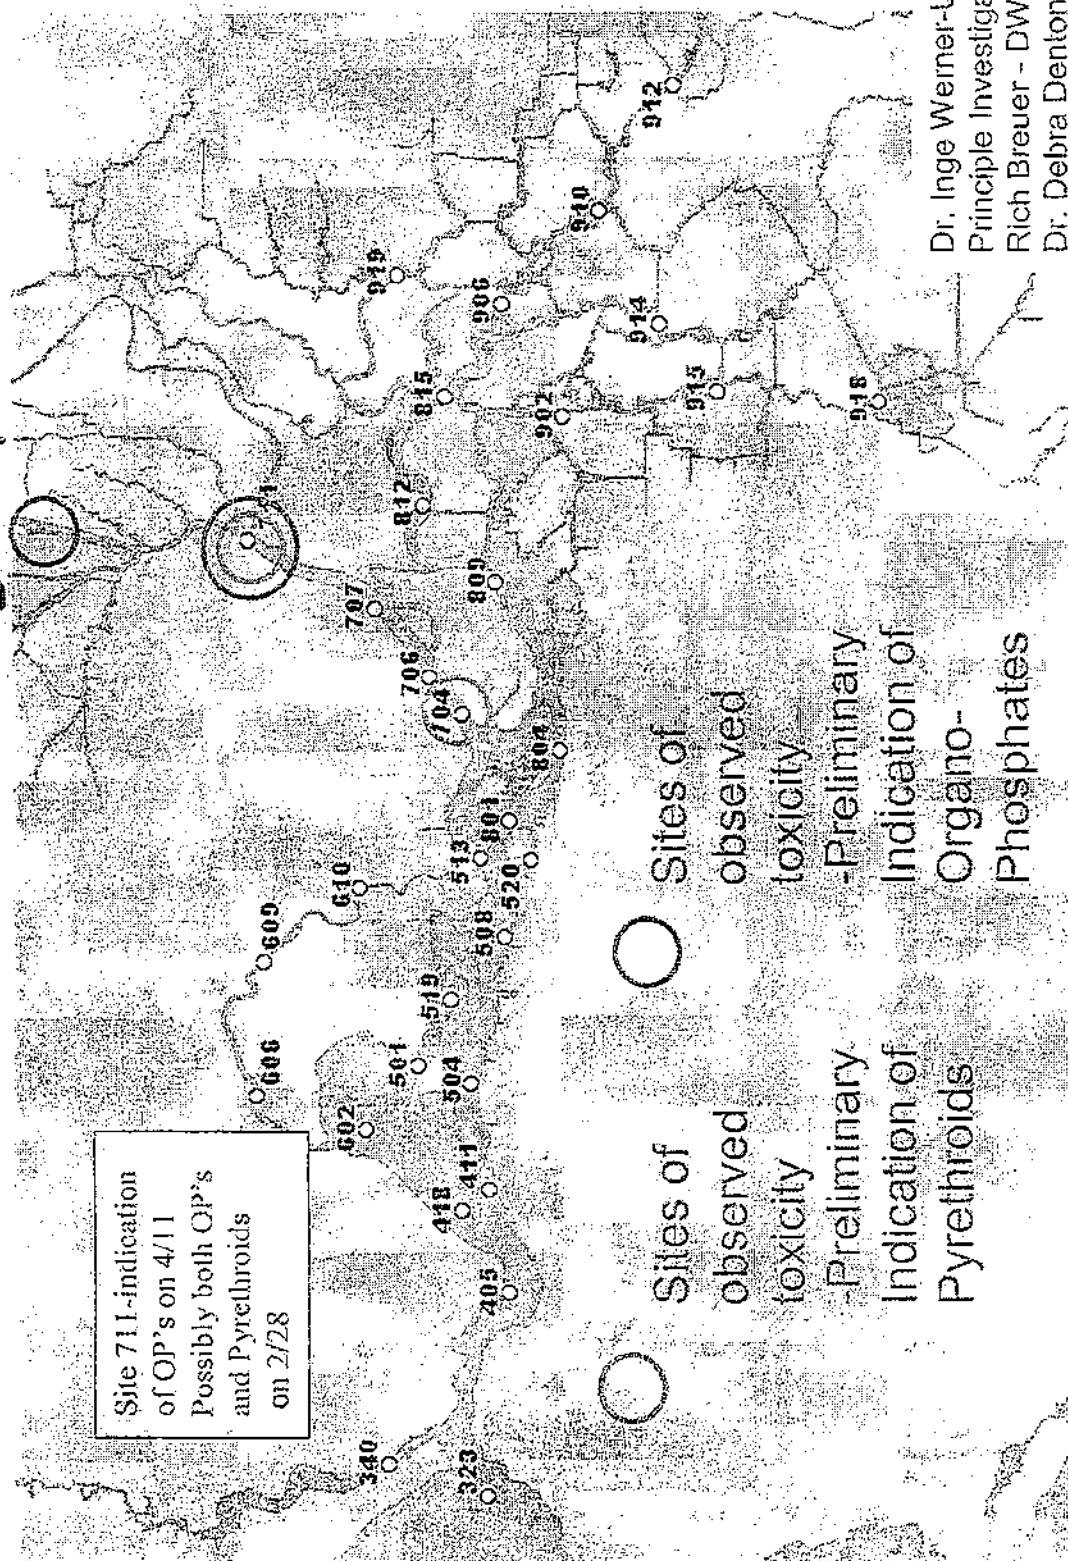 Site 711-indication
of OP's on 4/11
Possibly both OP's
and Pyrethroids
on 2/28
340
323
405
418
411
602
606
609
610
501
504
519
508
513
520
801
804
704
706
707
809
812
815
902
906
919
910
912
914
915
918
Sites of
observed
toxicity
-Preliminary
Indication of
Pyrethroids
Sites of
observed
toxicity
-Preliminary
Indication of
Organo-
Phosphates
Dr. Inge Werner-
Principle
Rich Breuer - DW
Dr. Debra Denton